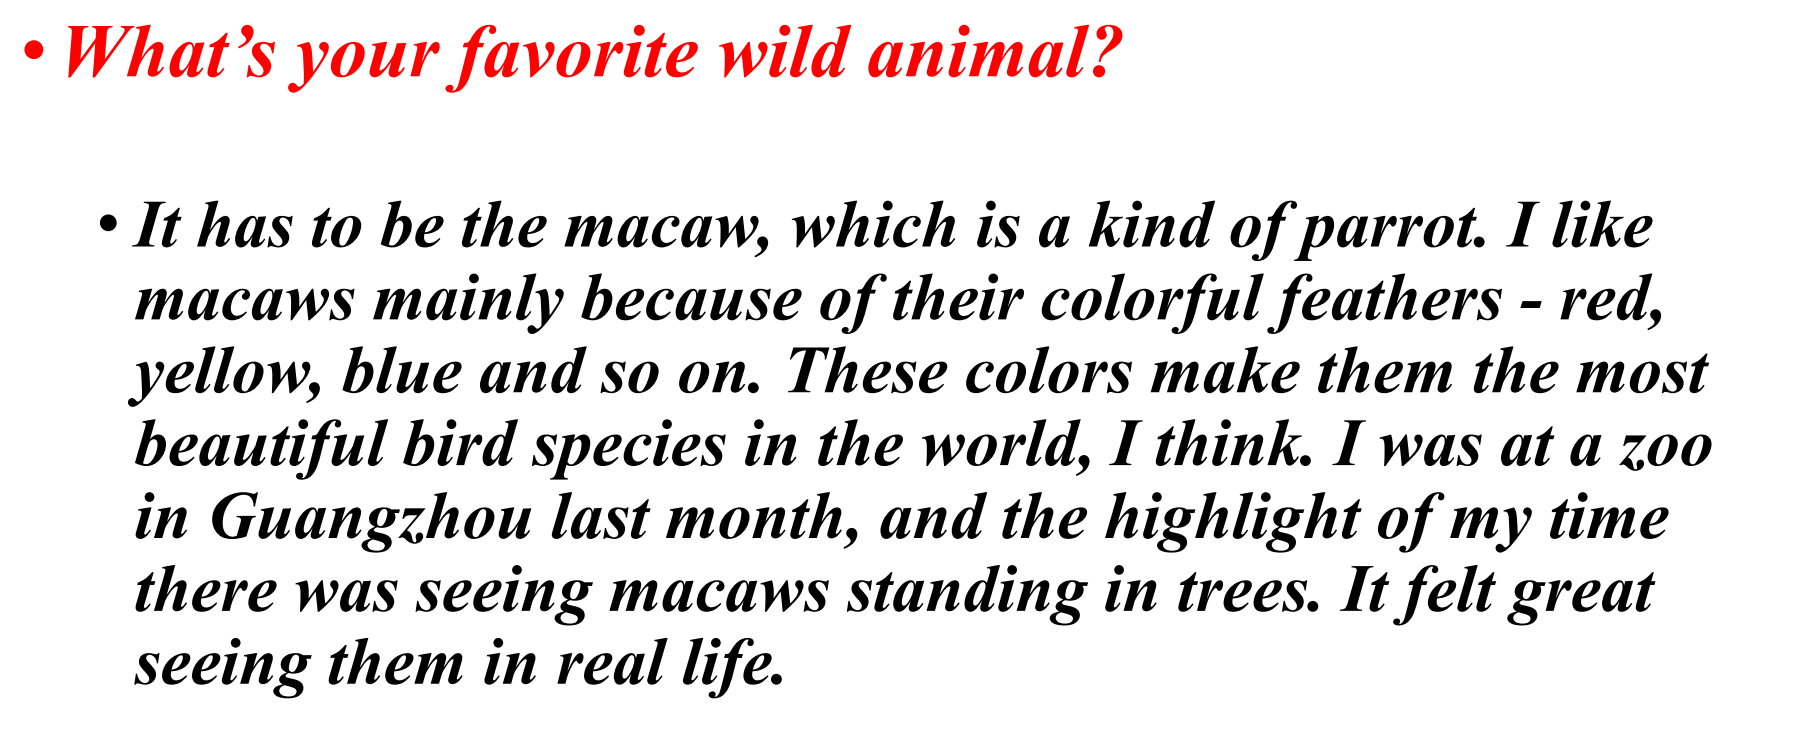 • What’s your favorite wild animal?
• It has to be the macaw, which is a kind of parrot. I like
macaws mainly because of their colorful feathers - red,
yellow, blue and so on. These colors make them the most
beautiful bird species in the world, I think. I was at a zoo
in Guangzhou last month, and the highlight of my time
there was seeing macaws standing in trees. It felt great
seeing them in real life.